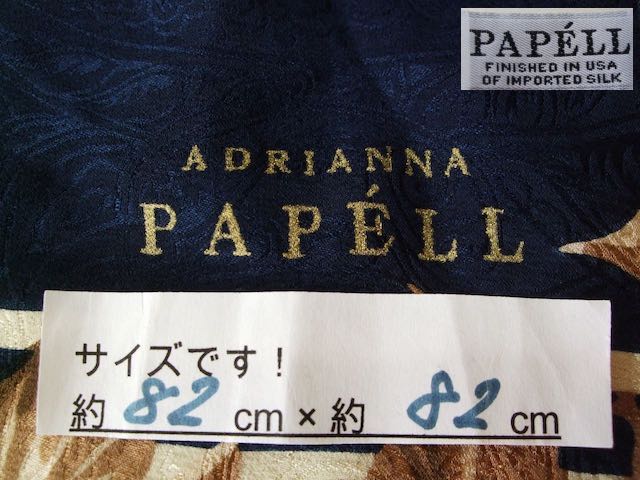 PAPÉLL
FINISHED IN USA
OF IMPORTED SILK
ADRIANNA
PAPÉLL
サイズです!
約 82 cm × 約 82 cm